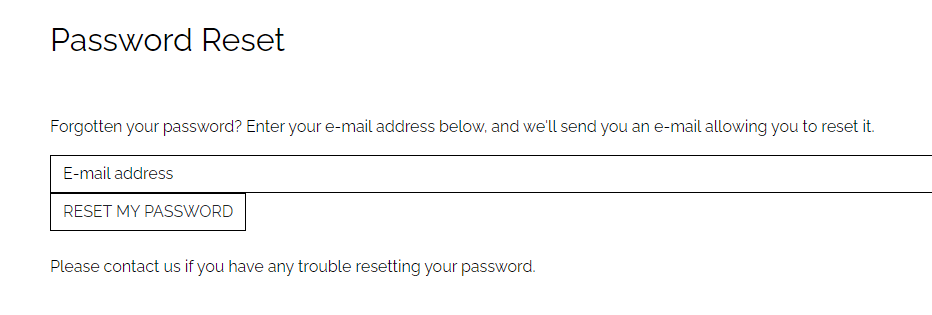 Password Reset
Forgotten your password? Enter your e-mail address below, and we'll send you an e-mail allowing you to reset it.
E-mail address
RESET MY PASSWORD
Please contact us if you have any trouble resetting your password.